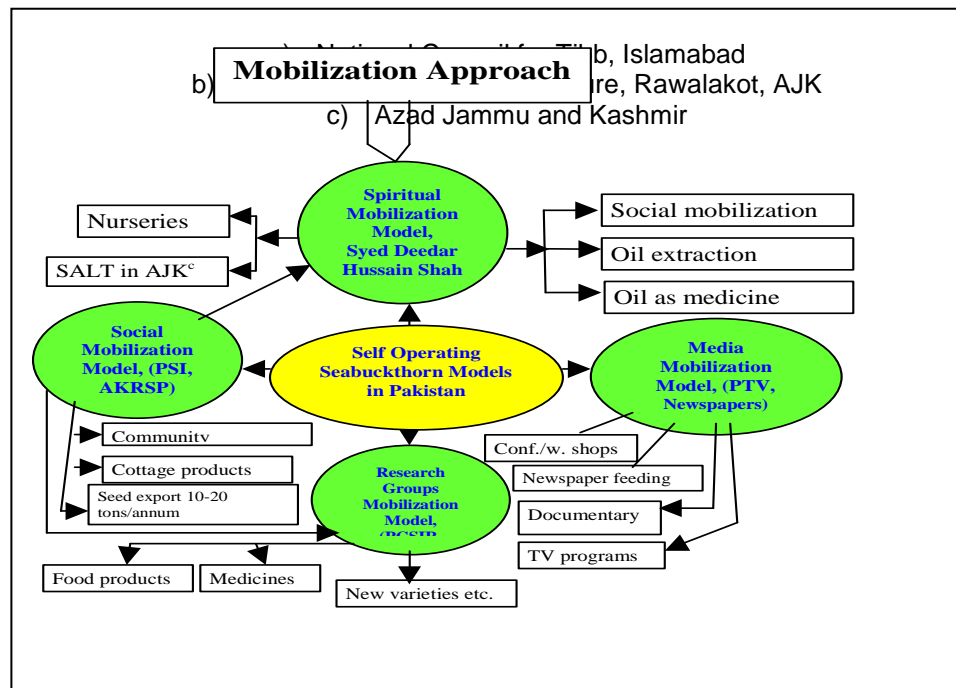 Tibb, Islamabad
Mobilization Approach
b) Rawalakot, AJK
c) Azad Jammu and Kashmir
Spiritual
Mobilization
Model,
Syed Deedar
Hussain Shah
Nurseries
SALT in AJKc
Social mobilization
Oil extraction
Oil as medicine
Social
Mobilization
Model, (PSI,
AKRSP)
Self Operating
Seabuckthorn Models
in Pakistan
Media
Mobilization
Model, (PTV,
Newspapers)
Community
Cottage products
Seed export 10-20
tons/annum
Research
Groups
Mobilization
Model,
Conf./w. shops
Newspaper feeding
Documentary
TV programs
Food products
Medicines
New varieties etc.